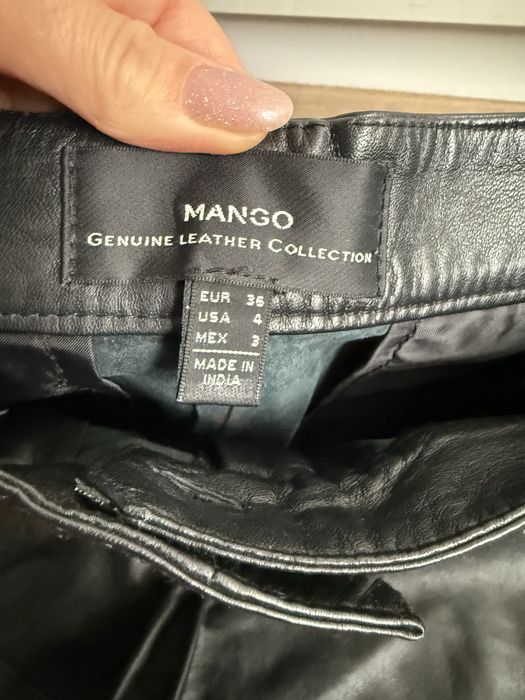 MANGO
GENUINE LEATHER COLLECTION
EUR 36
USA 4
MEX 3
MADE IN
INDIA